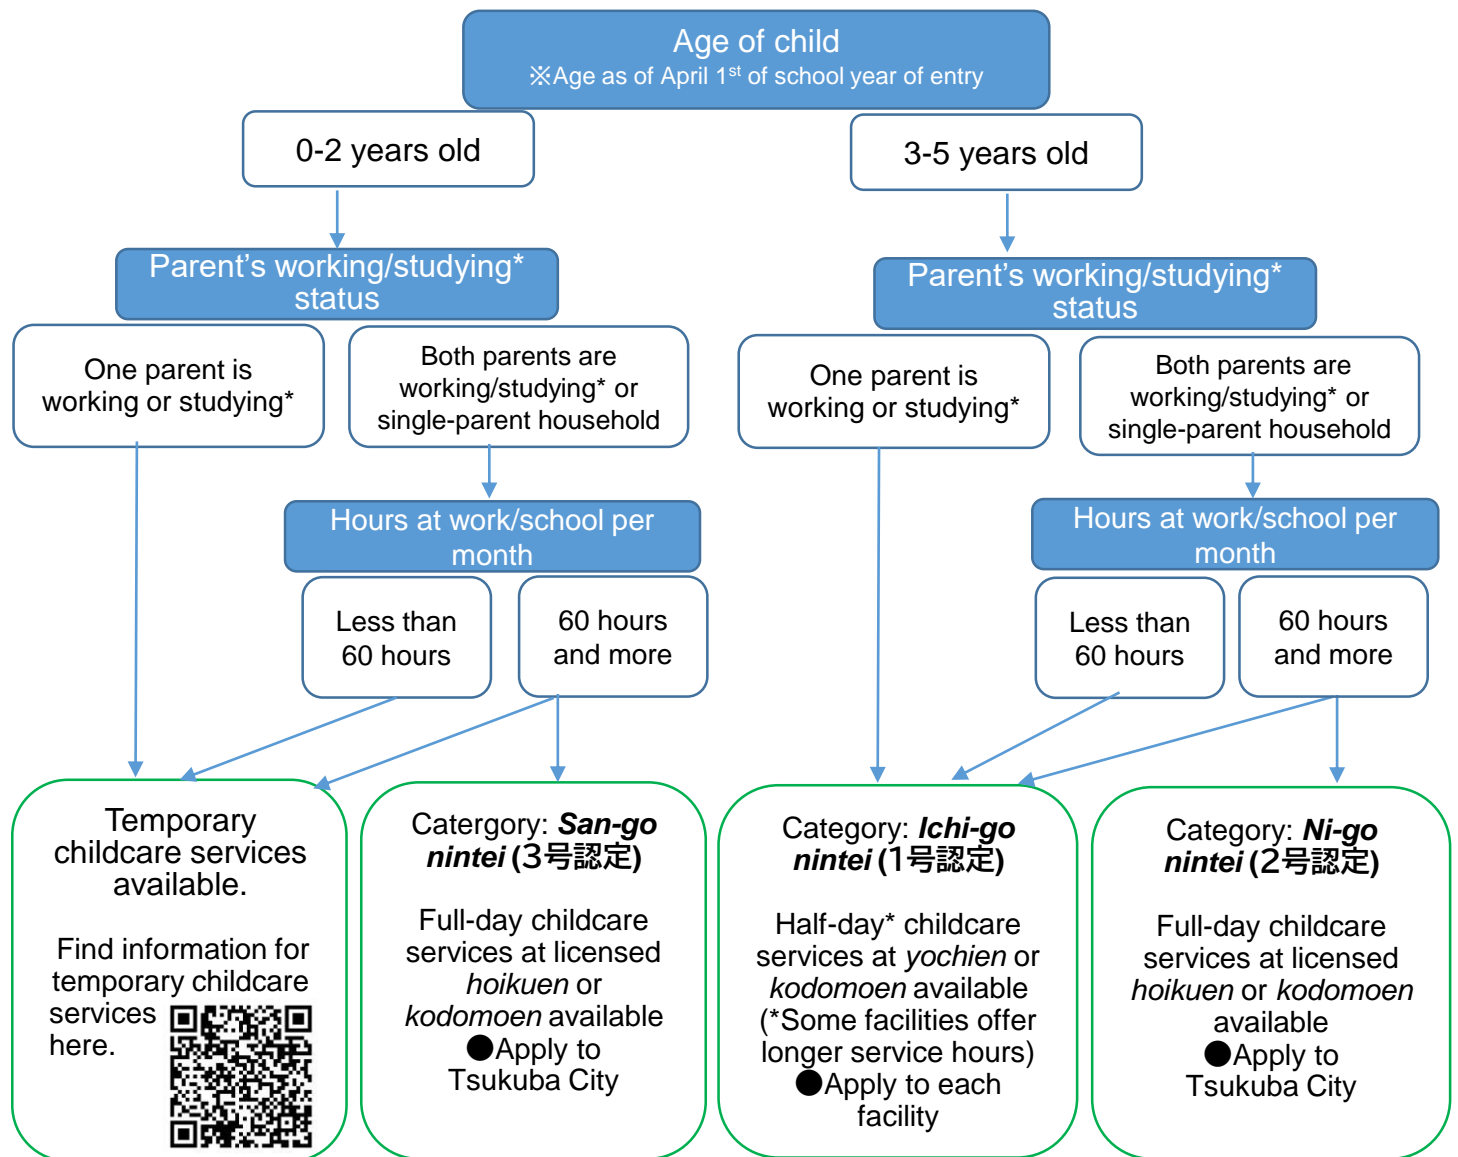 Age of child
※Age as of April 1st of school year of entry
0-2 years old
3-5 years old
Parent's working/studying*
status
Parent's working/studying*
status
One parent is
working or studying*
Both parents are
working/studying* or
single-parent household
One parent is
working or studying*
Both parents are
working/studying* or
single-parent household
Hours at work/school per
month
Hours at work/school per
month
Less than
60 hours
60 hours
and more
Less than
60 hours
60 hours
and more
Temporary
childcare services
available.
Find information for
temporary childcare
services
here.
Catergory: San-go
nintei (3号認定)
Full-day childcare
services at licensed
hoikuen or
kodomoen available
●Apply to
Tsukuba City
Category: Ichi-go
nintei (1号認定)
Half-day* childcare
services at yochien or
kodomoen available
(*Some facilities offer
longer service hours)
●Apply to each
facility
Category: Ni-go
nintei (2号認定)
Full-day childcare
services at licensed
hoikuen or kodomoen
available
●Apply to
Tsukuba City